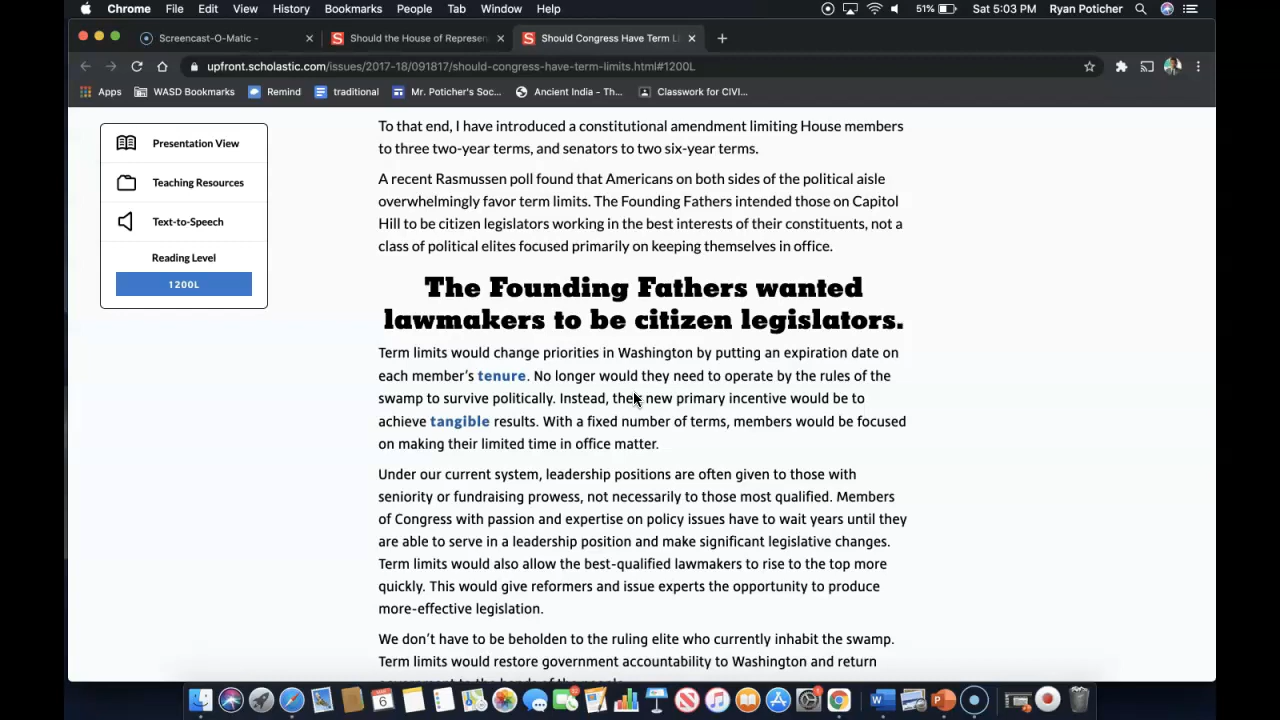 Chrome File Edit View History Bookmarks People Tab Window Help 51% Sat 5:03 PM Ryan Poticher
Screencast-O-Matic - Should the House of Represen Should Congress Have Term Li
upfront.scholastic.com/issues/2017-18/091817/should-congress-have-term-limits.html#1200L
Apps WASD Bookmarks Remind traditional Mr. Poticher's Soc... Ancient India - Th... Classwork for CIVI...
Presentation View
Teaching Resources
Text-to-Speech
Reading Level
1200L
To that end, I have introduced a constitutional amendment limiting House members
to three two-year terms, and senators to two six-year terms.
A recent Rasmussen poll found that Americans on both sides of the political aisle
overwhelmingly favor term limits. The Founding Fathers intended those on Capitol
Hill to be citizen legislators working in the best interests of their constituents, not a
class of political elites focused primarily on keeping themselves in office.
The Founding Fathers wanted
lawmakers to be citizen legislators.
Term limits would change priorities in Washington by putting an expiration date on
each member's tenure. No longer would they need to operate by the rules of the
swamp to survive politically. Instead, their new primary incentive would be to
achieve tangible results. With a fixed number of terms, members would be focused
on making their limited time in office matter.
Under our current system, leadership positions are often given to those with
seniority or fundraising prowess, not necessarily to those most qualified. Members
of Congress with passion and expertise on policy issues have to wait years until they
are able to serve in a leadership position and make significant legislative changes.
Term limits would also allow the best-qualified lawmakers to rise to the top more
quickly. This would give reformers and issue experts the opportunity to produce
more-effective legislation.
We don't have to be beholden to the ruling elite who currently inhabit the swamp.
Term limits would restore government accountability to Washington and return
government to the hands of the people.